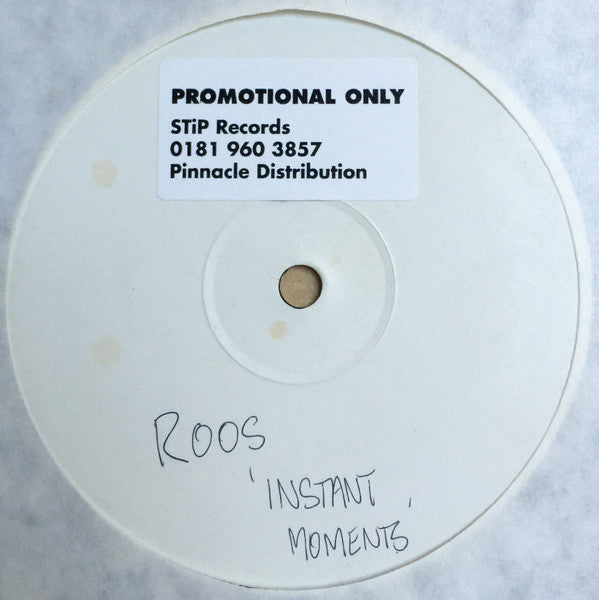 PROMOTIONAL ONLY
STiP Records
0181 960 3857
Pinnacle Distribution
ROOS
'INSTANT,
MOMENTS